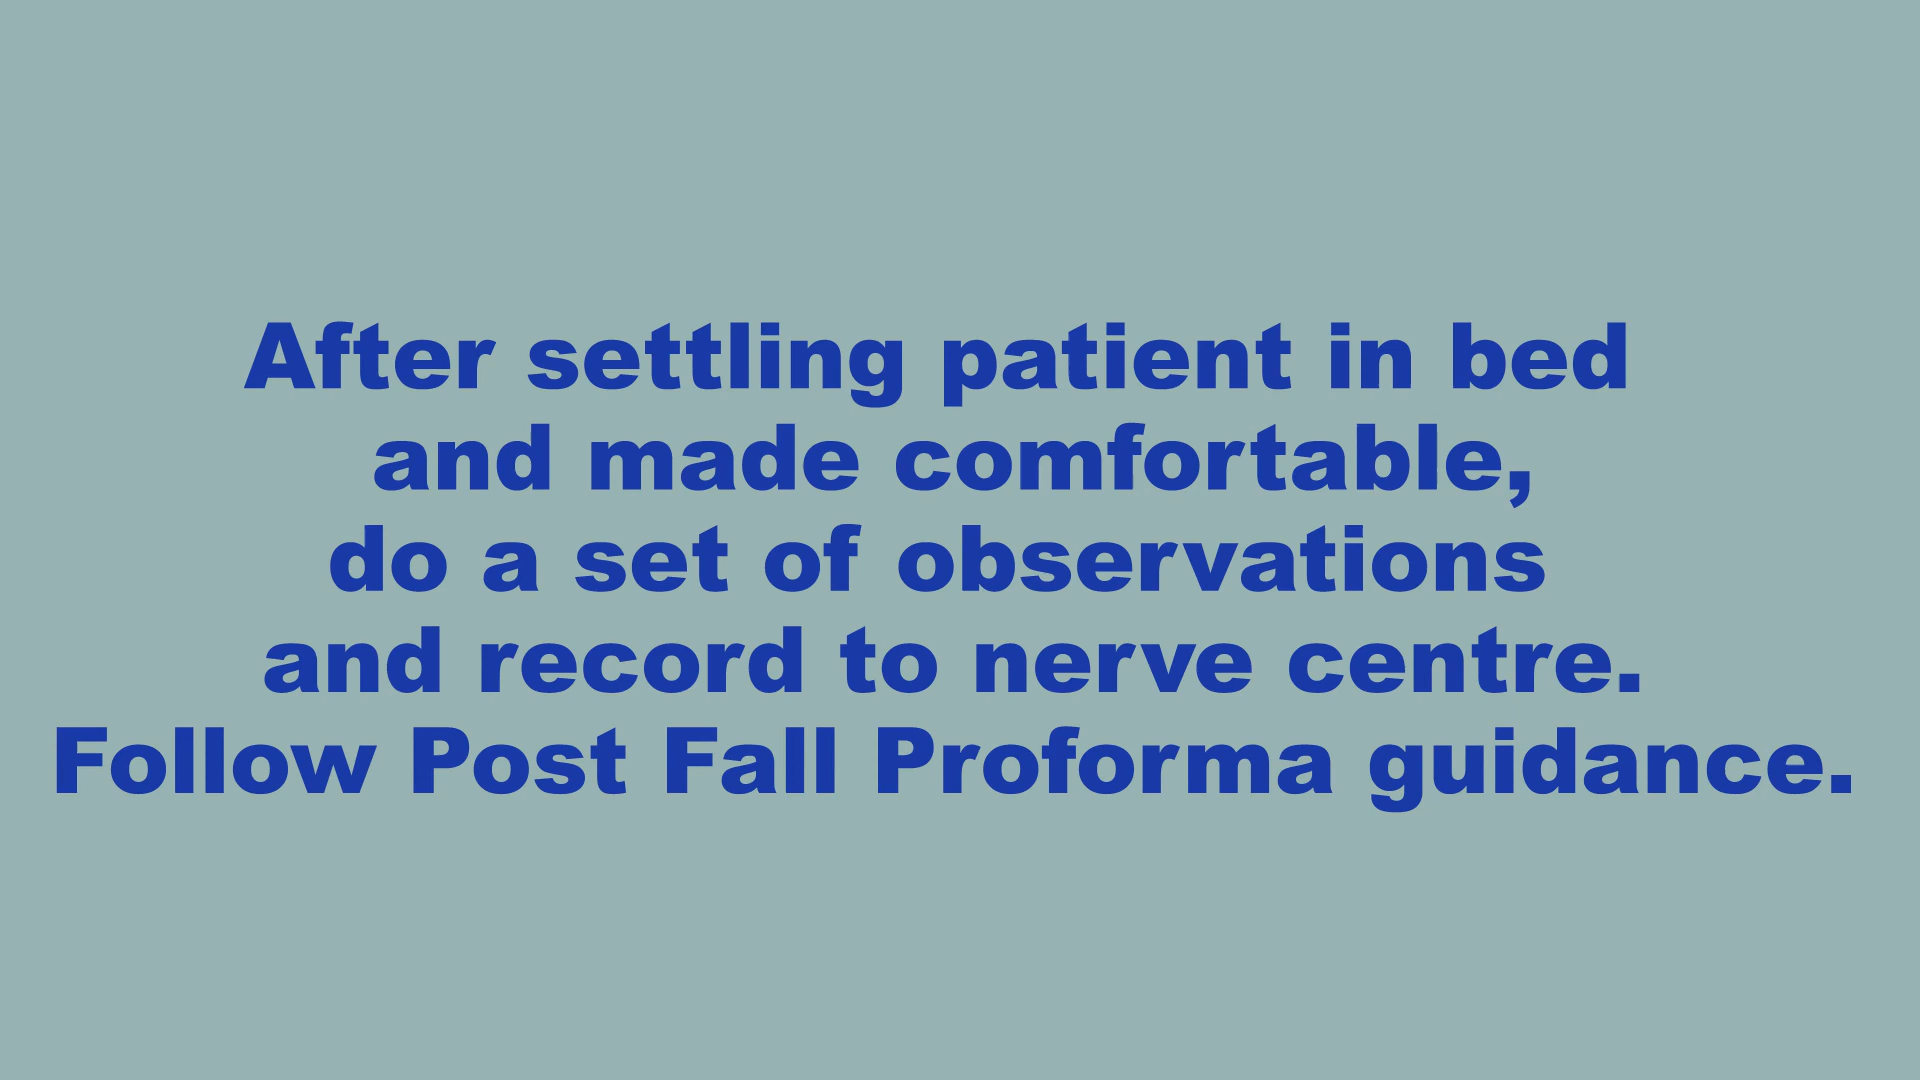 After settling patient in bed
and made comfortable,
do a set of observations
and record to nerve centre.
Follow Post Fall Proforma guidance.